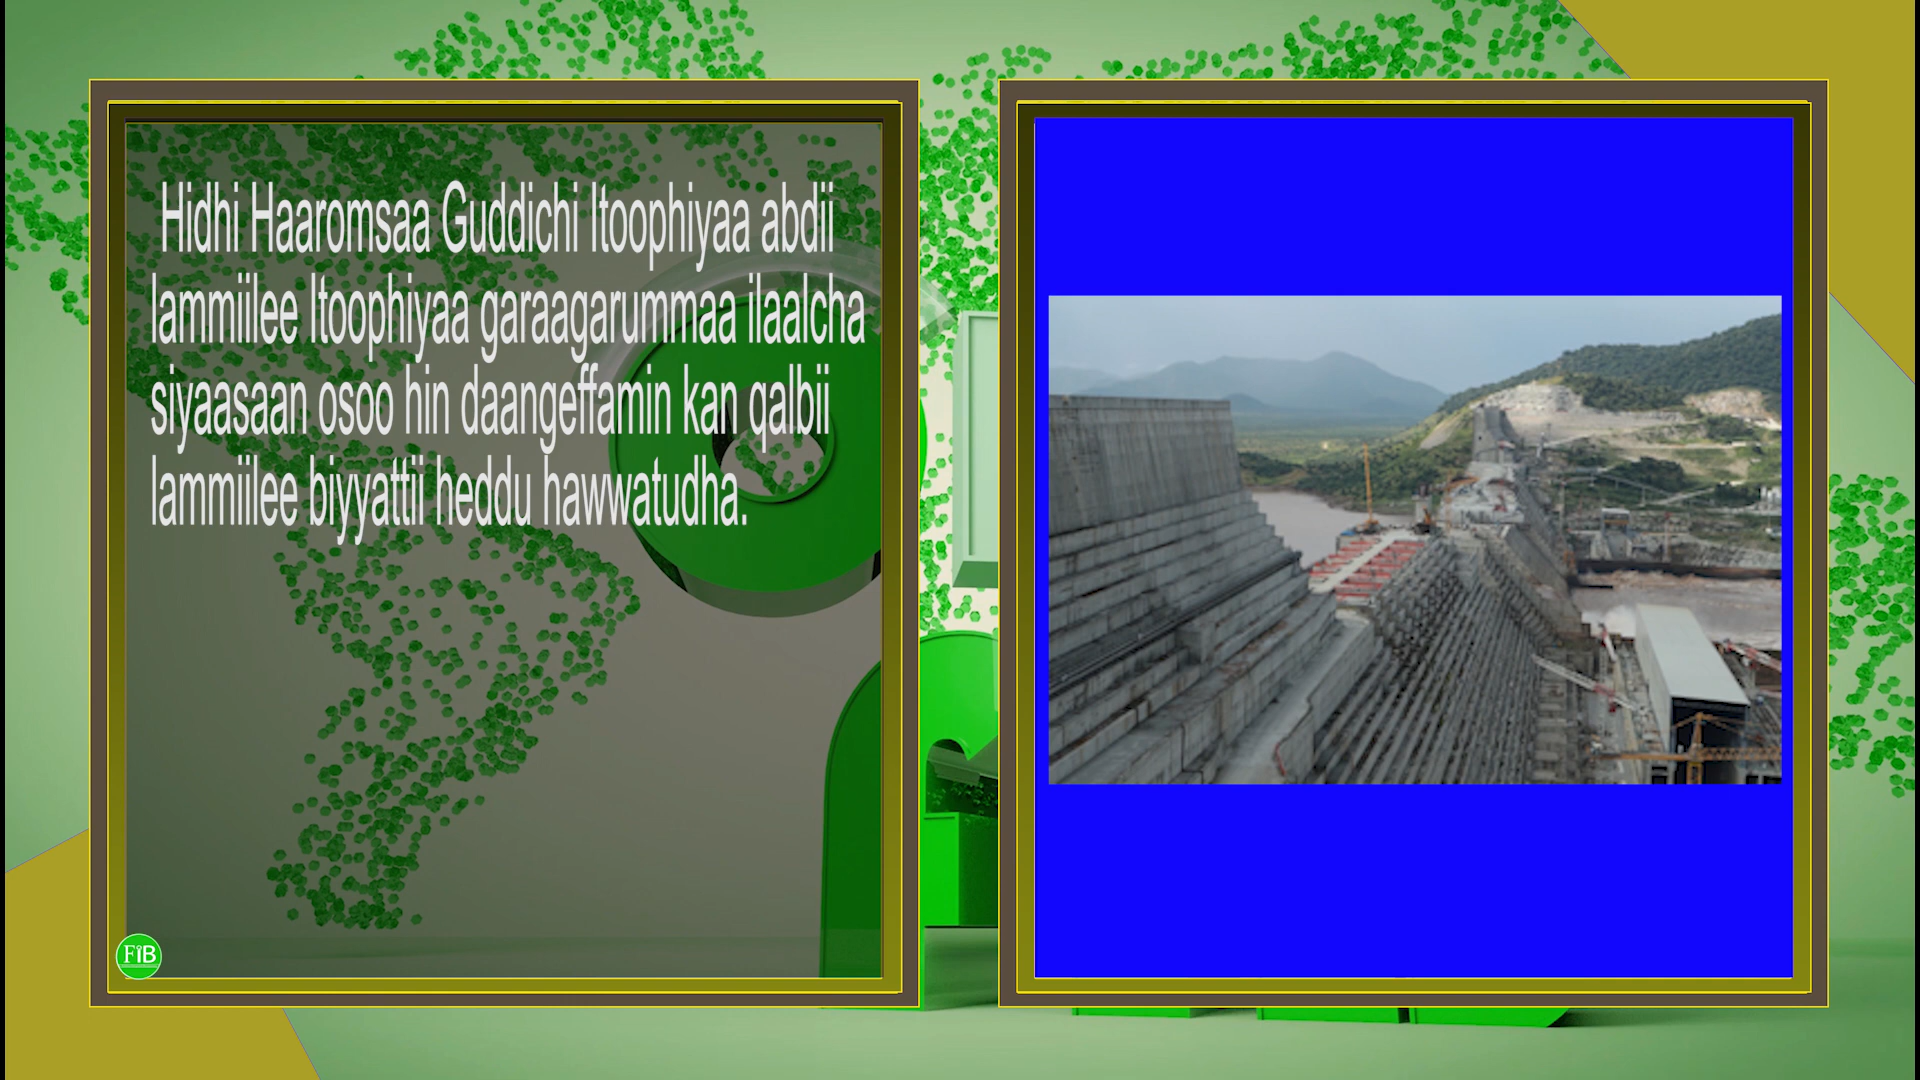 Hidhi Haaromsaa Guddichi Itoophiyaa abdii
lammiilee Itoophiyaa garaagarummaa ilaalcha
siyaasaan osoo hin daangeffamin kan qalbii
lammiilee biyyattii heddu hawwatudha.
FIB